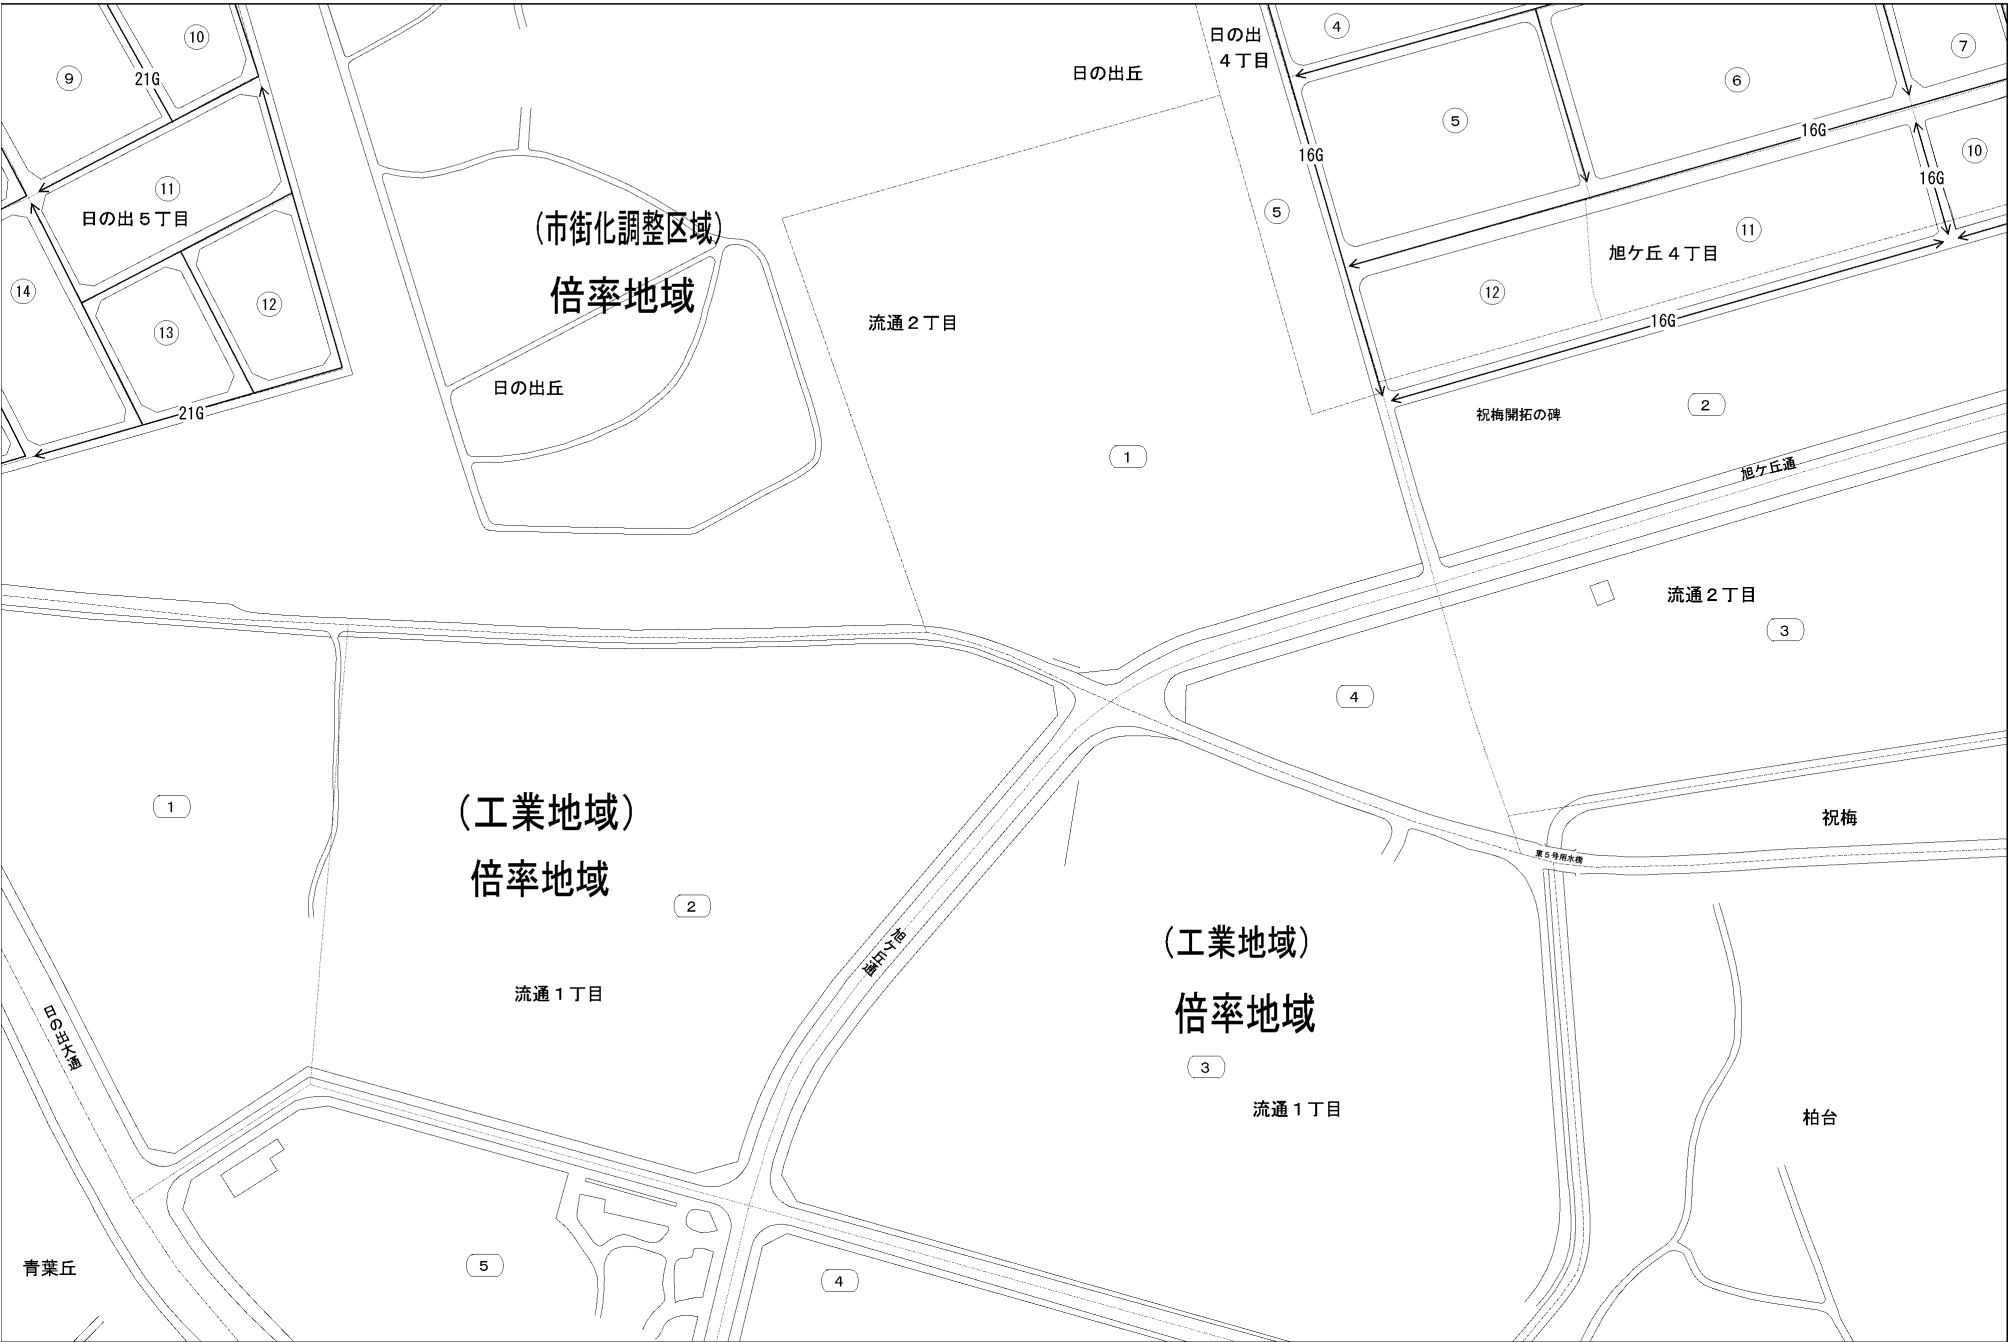 10
9
21G
11
日の出５丁目
14
13
12
21G
日の出丘
日の出
４丁目
4
7
6
5
16G
16G
10
16G
5
11
旭ケ丘４丁目
12
16G
（市街化調整区域）
倍率地域
日の出丘
流通２丁目
1
祝梅開拓の碑
2
旭ケ丘通
流通２丁目
3
4
1
（工業地域）
倍率地域
2
流通１丁目
旭ケ丘通
祝梅
東５号用水橋
（工業地域）
倍率地域
3
流通１丁目
柏台
日の出大通
青葉丘
5
4